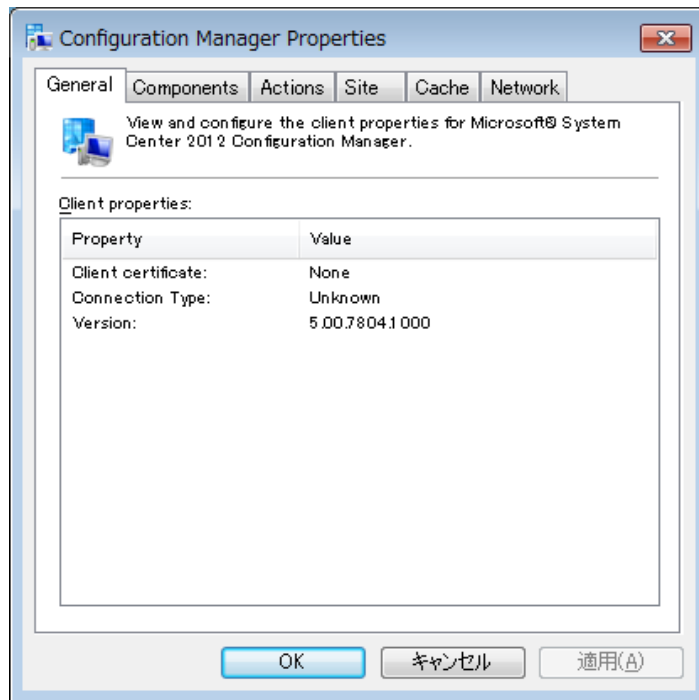 Configuration Manager Properties
General Components Actions Site Cache Network
View and configure the client properties for Microsoft® System
Center 2012 Configuration Manager.
Client properties:
Property Value
Client certificate: None
Connection Type: Unknown
Version: 5.00.7804.1000
OK キャンセル 適用(A)